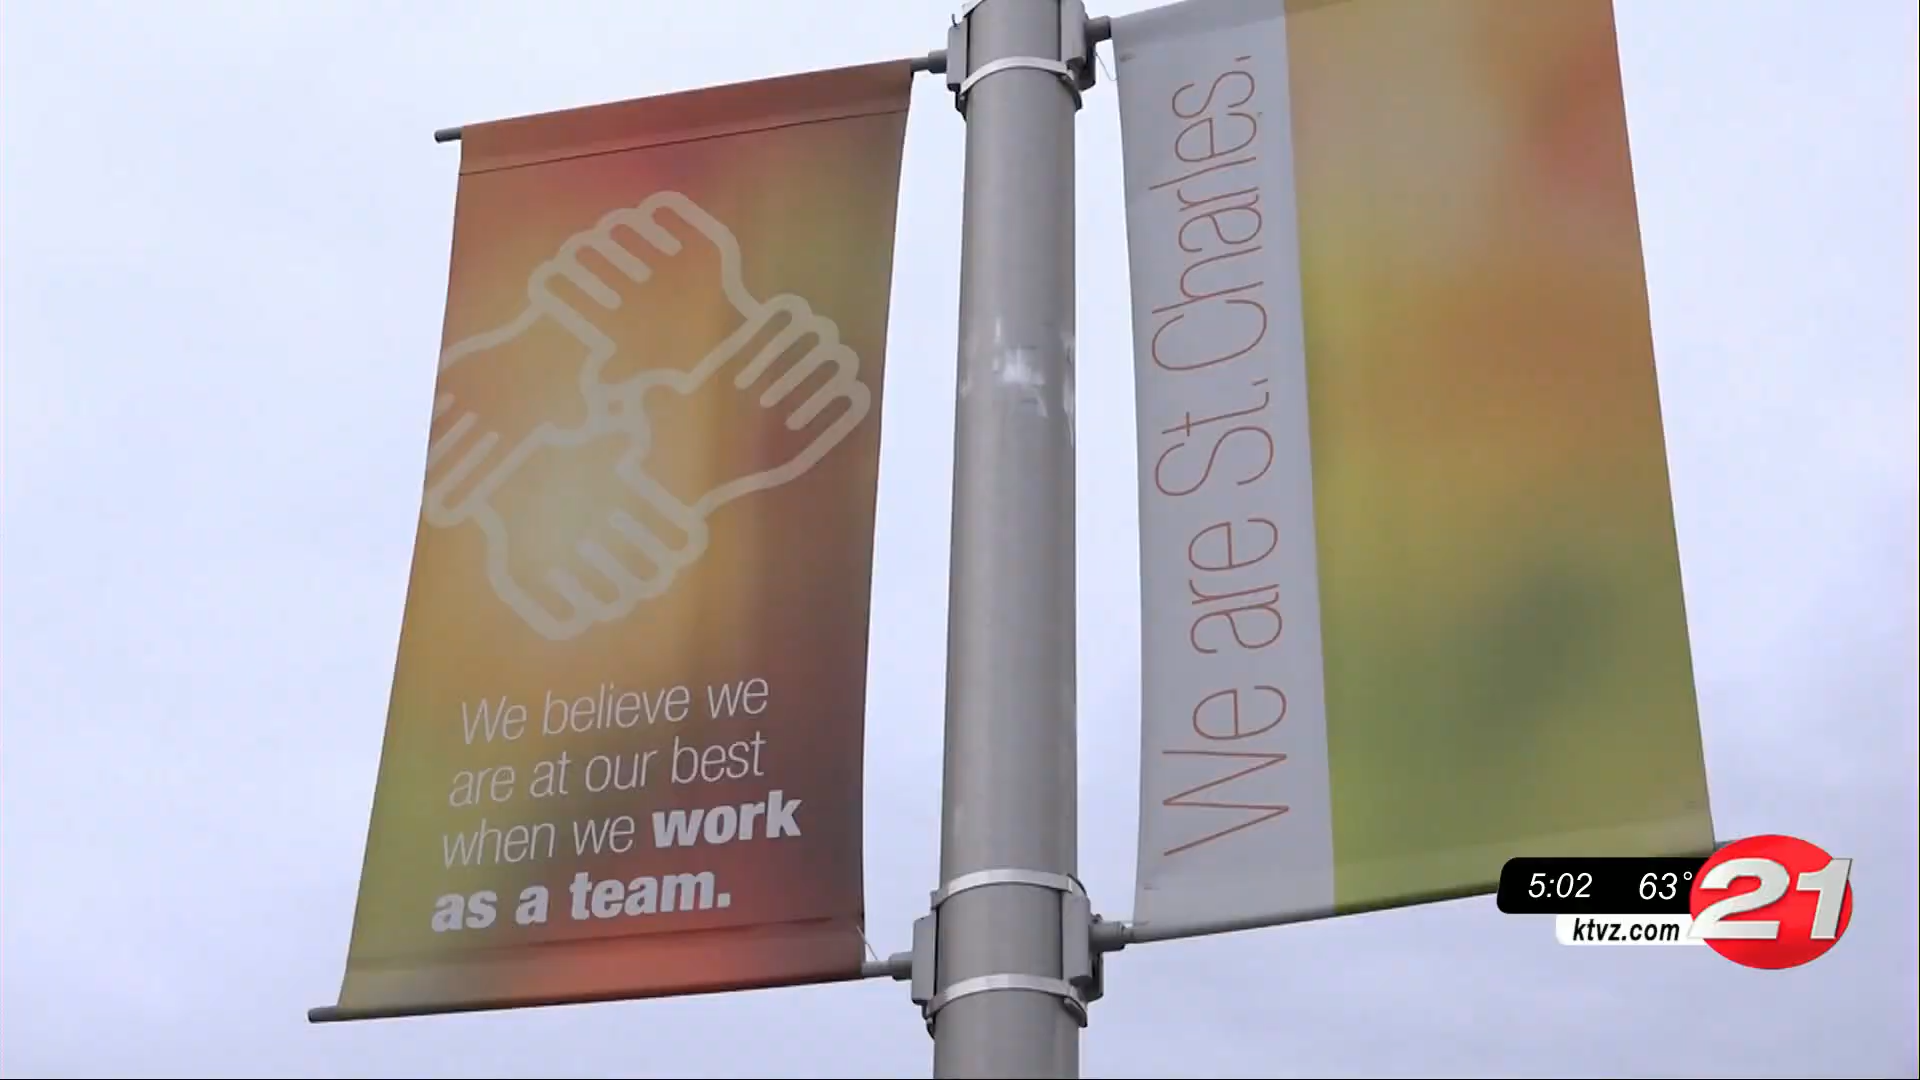 We believe we
are at our best
when we work
as a team.
We are St. Charles.
5:02 63°
ktvz.com
21